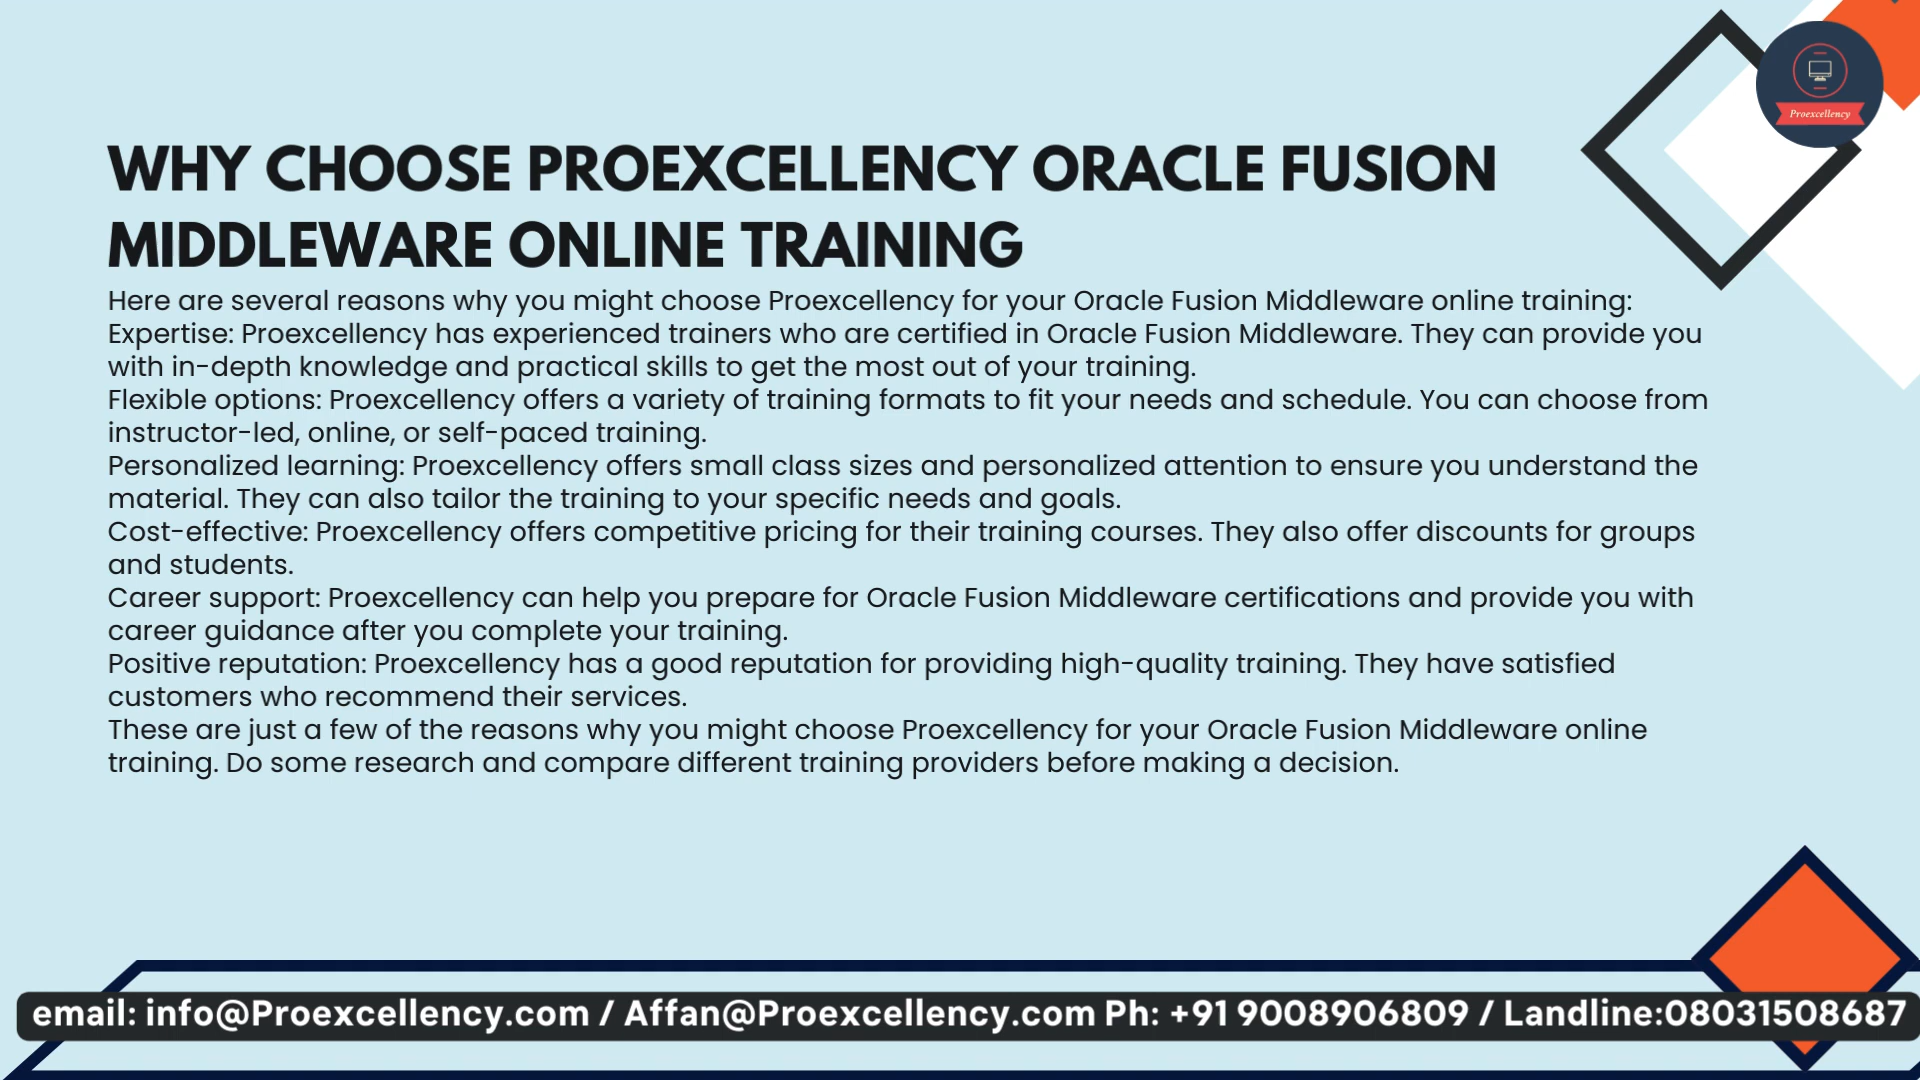 Proexcellency
WHY CHOOSE PROEXCELLENCY ORACLE FUSION
MIDDLEWARE ONLINE TRAINING
Here are several reasons why you might choose Proexcellency for your Oracle Fusion Middleware online training:
Expertise: Proexcellency has experienced trainers who are certified in Oracle Fusion Middleware. They can provide you
with in-depth knowledge and practical skills to get the most out of your training.
Flexible options: Proexcellency offers a variety of training formats to fit your needs and schedule. You can choose from
instructor-led, online, or self-paced training.
Personalized learning: Proexcellency offers small class sizes and personalized attention to ensure you understand the
material. They can also tailor the training to your specific needs and goals.
Cost-effective: Proexcellency offers competitive pricing for their training courses. They also offer discounts for groups
and students.
Career support: Proexcellency can help you prepare for Oracle Fusion Middleware certifications and provide you with
career guidance after you complete your training.
Positive reputation: Proexcellency has a good reputation for providing high-quality training. They have satisfied
customers who recommend their services.
These are just a few of the reasons why you might choose Proexcellency for your Oracle Fusion Middleware online
training. Do some research and compare different training providers before making a decision.
email: info@Proexcellency.com / Affan@Proexcellency.com Ph: +91 9008906809 / Landline:08031508687